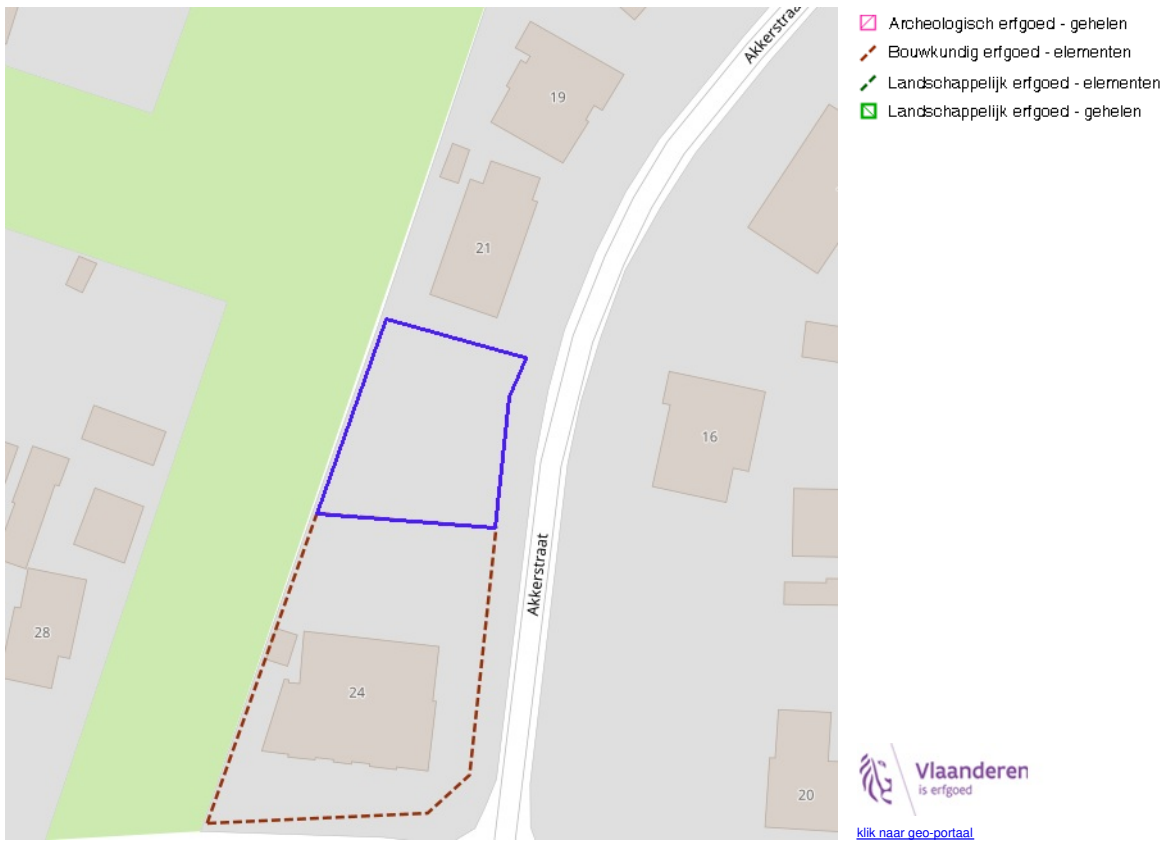 Akkerstraa
19
21
16
Akkerstraat
28
24
20
Archeologisch erfgoed - gehelen
Bouwkundig erfgoed - elementen
Landschappelijk erfgoed - elementen
Landschappelijk erfgoed - gehelen
Vlaanderen
is erfgoed
klik naar geo-portaal